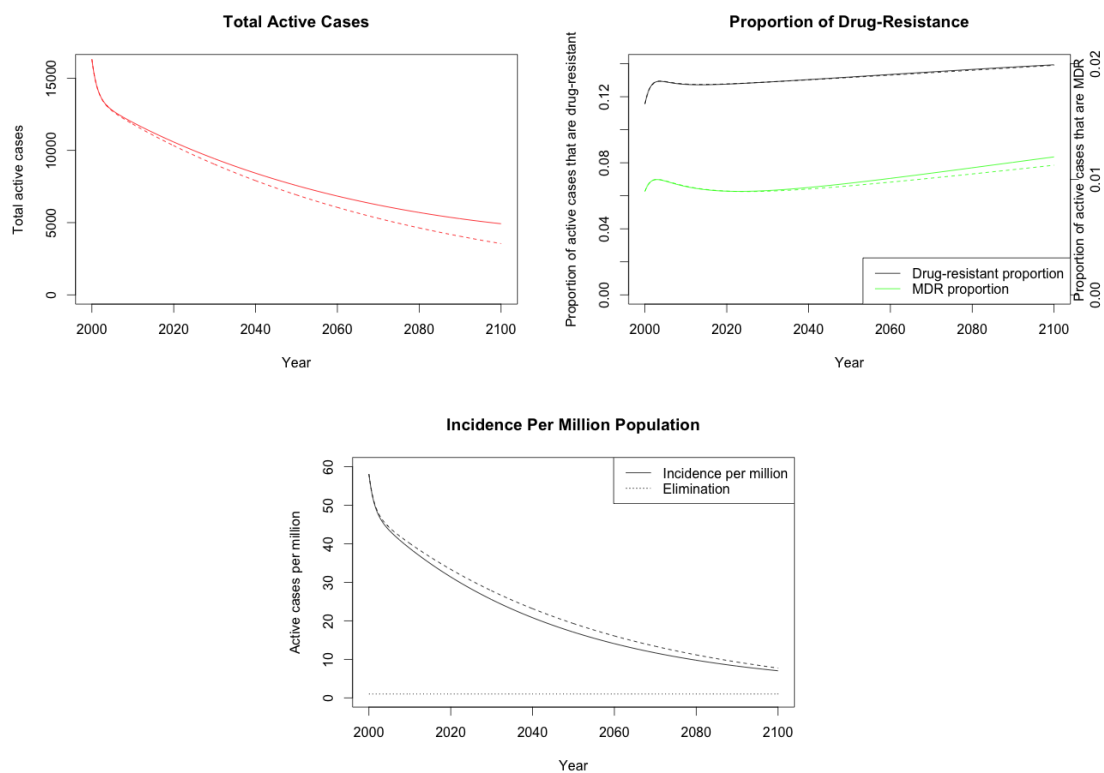 Total Active Cases
Total active cases
0
5000
10000
15000
2000
2020
2040
2060
2080
2100
Year
Proportion of Drug-Resistance
Proportion of active cases that are drug-resistant
0.00
0.04
0.08
0.12
2000
2020
2040
2060
2080
2100
Year
Drug-resistant proportion
MDR proportion
Proportion of active cases that are MDR
0.00
0.01
0.02
Incidence Per Million Population
Active cases per million
0
10
20
30
40
50
60
2000
2020
2040
2060
2080
2100
Year
Incidence per million
Elimination